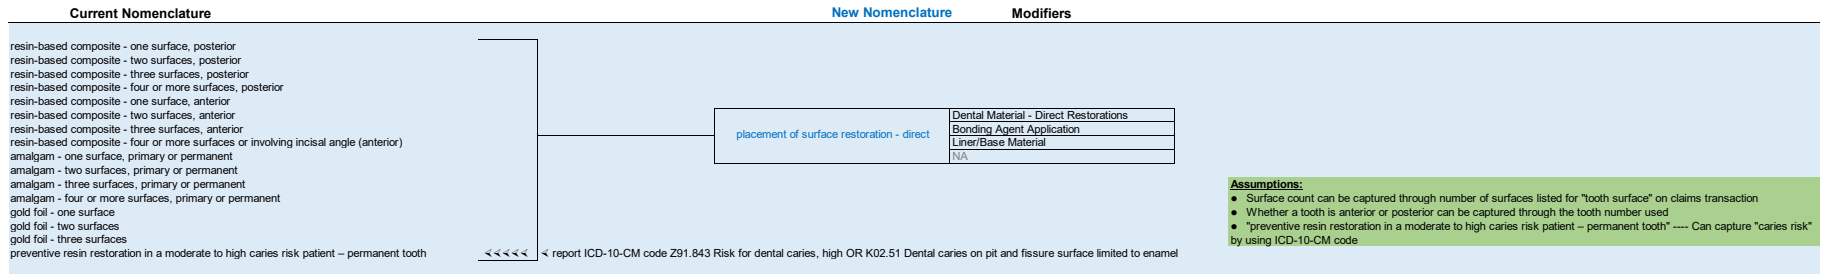 Current Nomenclature New Nomenclature Modifiers
resin-based composite - one surface, posterior
resin-based composite - two surfaces, posterior
resin-based composite - three surfaces, posterior
resin-based composite - four or more surfaces, posterior
resin-based composite - one surface, anterior
resin-based composite - two surfaces, anterior
resin-based composite - three surfaces, anterior
resin-based composite - four or more surfaces or involving incisal angle (anterior)
amalgam - one surface, primary or permanent
amalgam - two surfaces, primary or permanent
amalgam - three surfaces, primary or permanent
amalgam - four or more surfaces, primary or permanent
gold foil - one surface
gold foil - two surfaces
gold foil - three surfaces
preventive resin restoration in a moderate to high caries risk patient – permanent tooth
report ICD-10-CM code Z91.843 Risk for dental caries, high OR K02.51 Dental caries on pit and fissure surface limited to enamel
placement of surface restoration - direct
Dental Material - Direct Restorations
Bonding Agent Application
Liner/Base Material
NA
Assumptions:
● Surface count can be captured through number of surfaces listed for "tooth surface" on claims transaction
● Whether a tooth is anterior or posterior can be captured through the tooth number used
● "preventive resin restoration in a moderate to high caries risk patient – permanent tooth" ---- Can capture "caries risk"
by using ICD-10-CM code